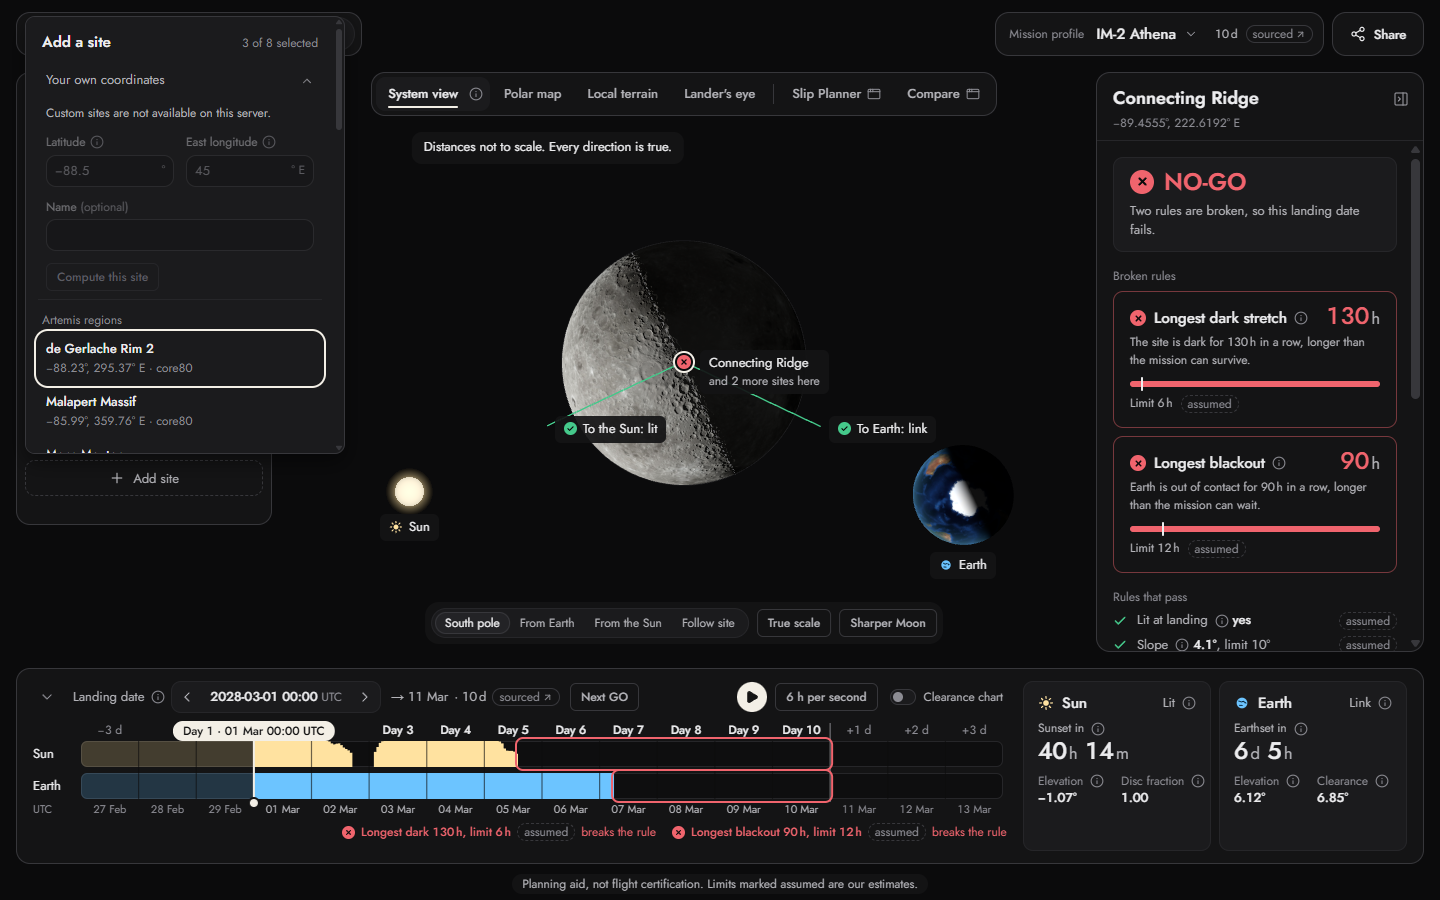 Add a site
3 of 8 selected
Your own coordinates
Custom sites are not available on this server.
Latitude
East longitude
−88.5
°
45
° E
Name (optional)
Compute this site
Artemis regions
de Gerlache Rim 2
−88.23°, 295.37° E · core80
Malapert Massif
−85.99°, 359.76° E · core80
Add site
Mission profile
IM-2 Athena
10 d
sourced ↗
Share
System view
Polar map
Local terrain
Lander's eye
Slip Planner
Compare
Distances not to scale. Every direction is true.
Connecting Ridge
and 2 more sites here
To the Sun: lit
To Earth: link
Sun
Earth
South pole
From Earth
From the Sun
Follow site
True scale
Sharper Moon
Connecting Ridge
−89.4555°, 222.6192° E
NO-GO
Two rules are broken, so this landing date
fails.
Broken rules
Longest dark stretch
130 h
The site is dark for 130 h in a row, longer than
the mission can survive.
Limit 6 h
assumed
Longest blackout
90 h
Earth is out of contact for 90 h in a row, longer
than the mission can wait.
Limit 12 h
assumed
Rules that pass
Lit at landing
yes
assumed
Slope
4.1°, limit 10°
assumed
Landing date
2028-03-01 00:00 UTC
→ 11 Mar · 10 d
sourced ↗
Next GO
6 h per second
Clearance chart
−3 d
Day 1 · 01 Mar 00:00 UTC
Day 3
Day 4
Day 5
Day 6
Day 7
Day 8
Day 9
Day 10
+1 d
+2 d
+3 d
Sun
Earth
UTC
27 Feb
28 Feb
29 Feb
01 Mar
02 Mar
03 Mar
04 Mar
05 Mar
06 Mar
07 Mar
08 Mar
09 Mar
10 Mar
11 Mar
12 Mar
13 Mar
Longest dark 130 h, limit 6 h
assumed
breaks the rule
Longest blackout 90 h, limit 12 h
assumed
breaks the rule
Sun
Lit
Sunset in
40 h 14 m
Elevation
Disc fraction
−1.07°
1.00
Earth
Link
Earthset in
6 d 5 h
Elevation
Clearance
6.12°
6.85°
Planning aid, not flight certification. Limits marked assumed are our estimates.